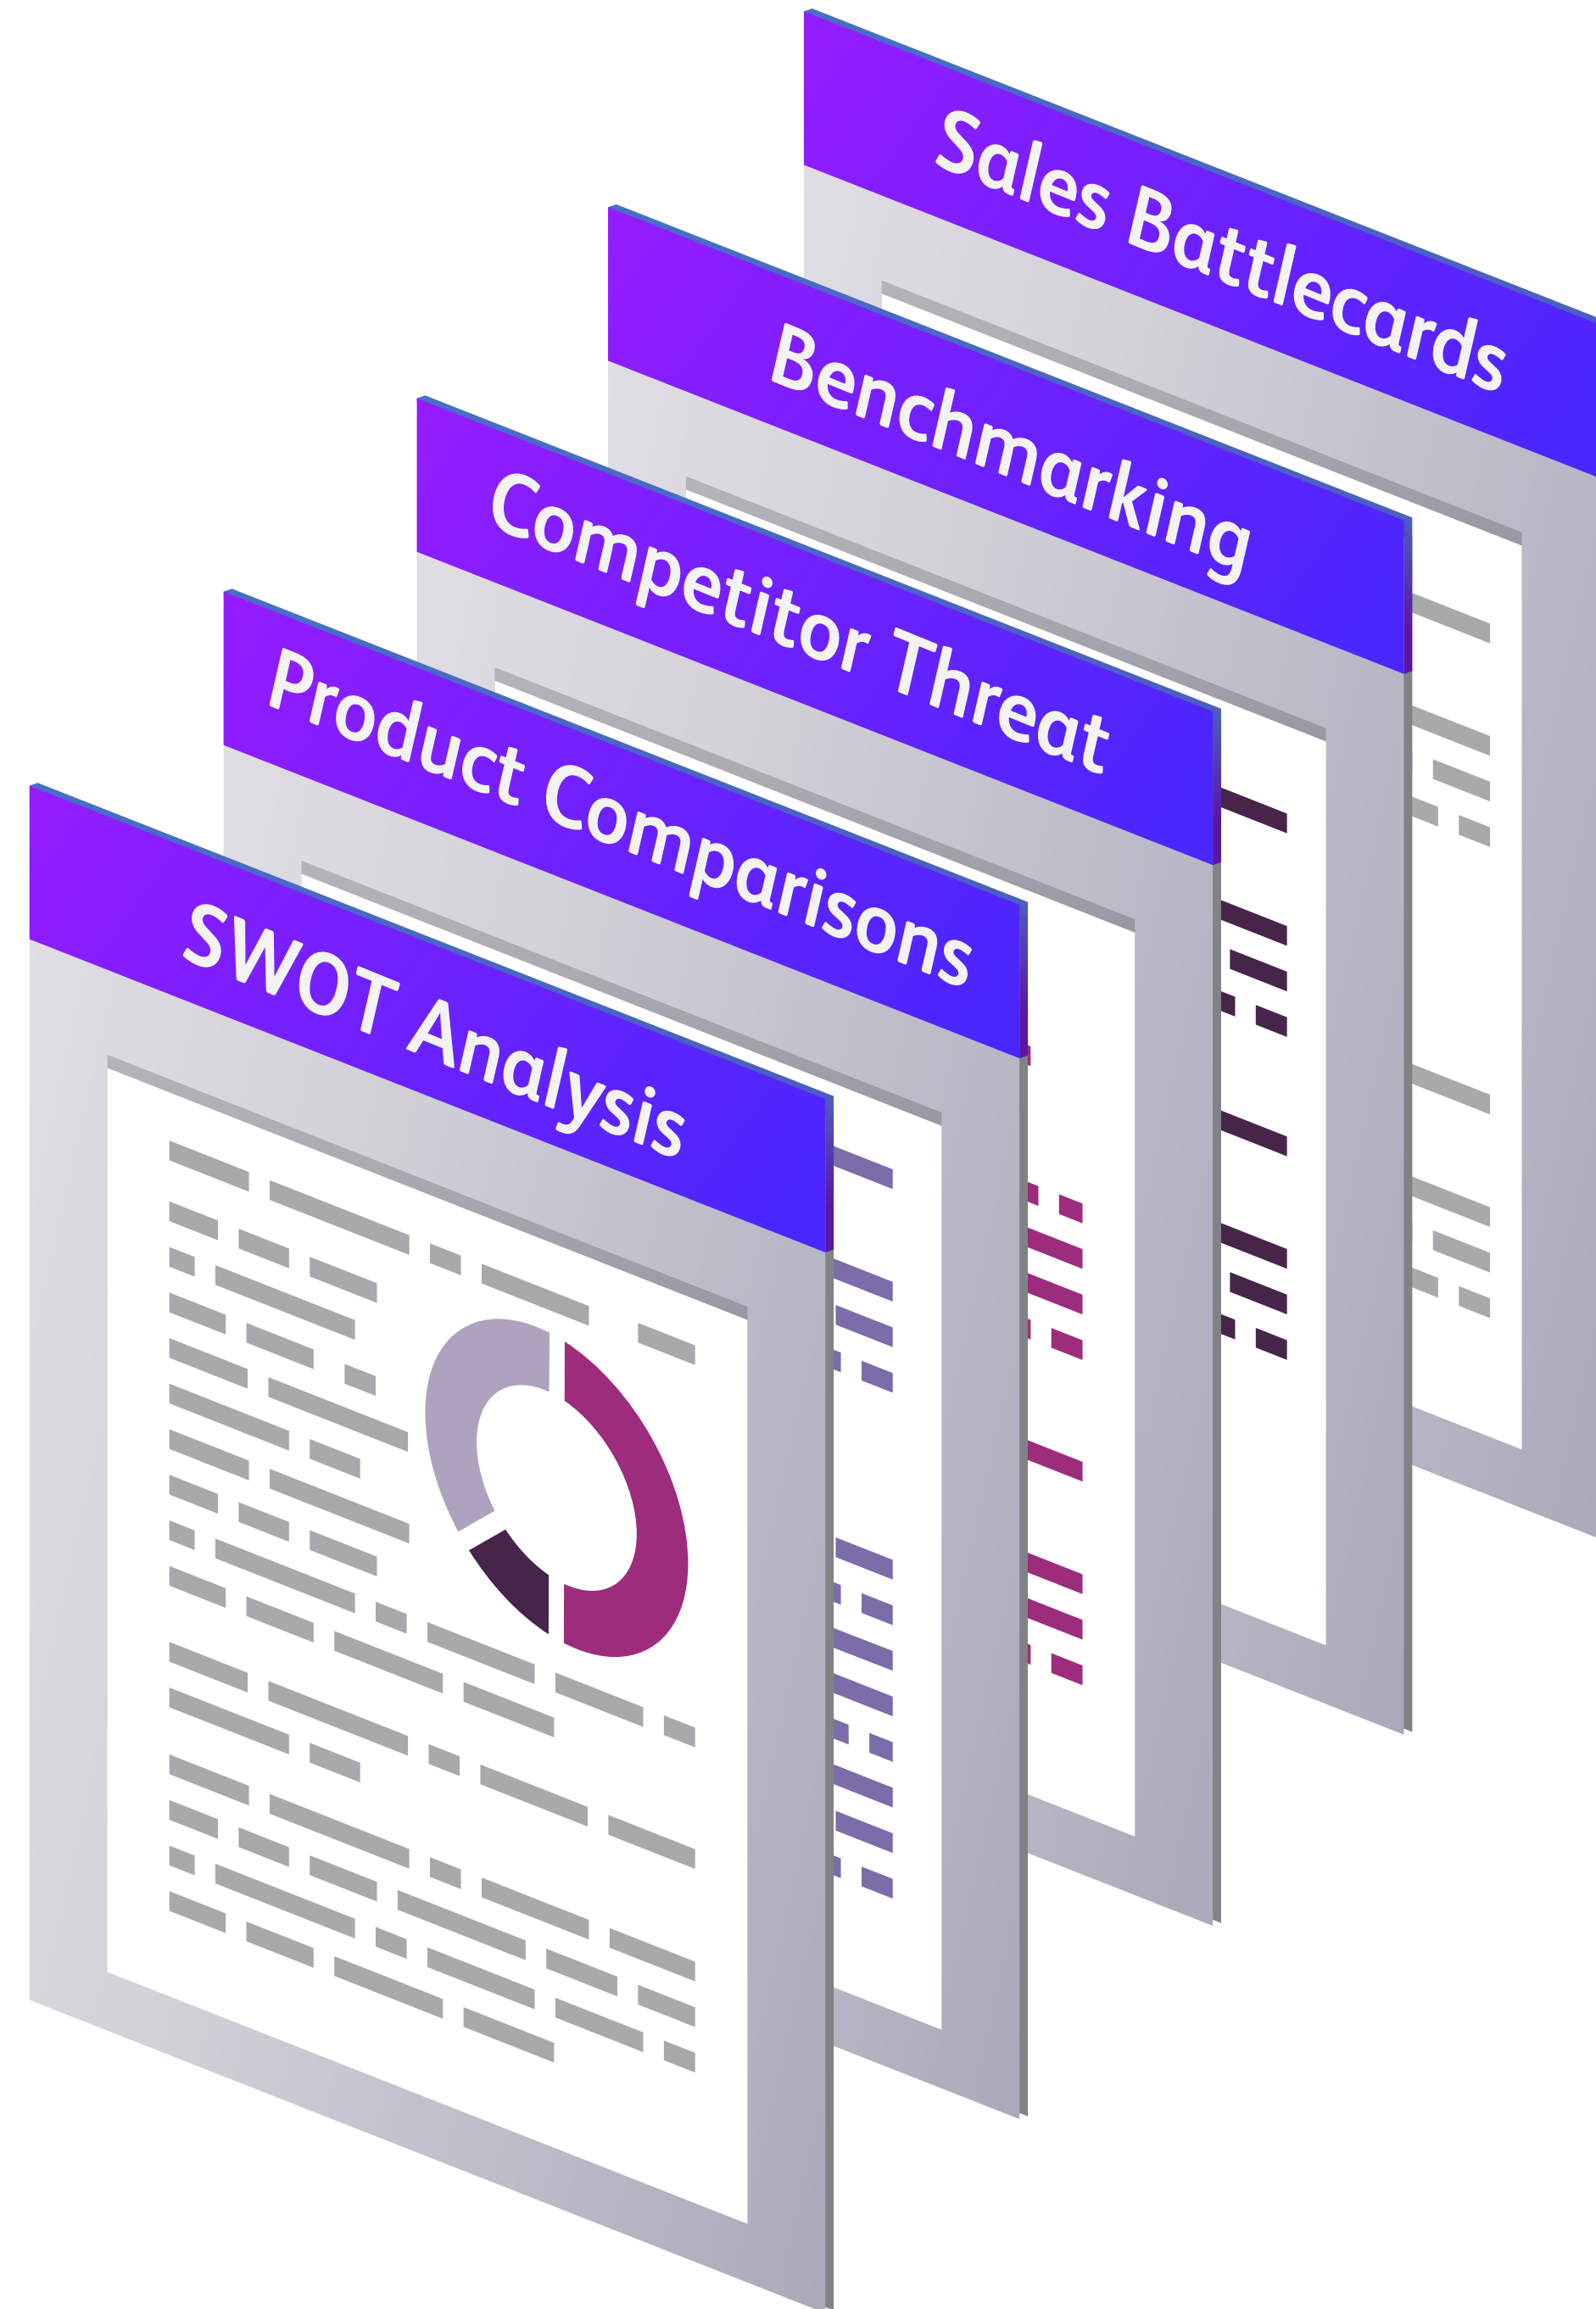 Sales Battlecards
Benchmarking
Competitor Threat
Product Comparisons
SWOT Analysis